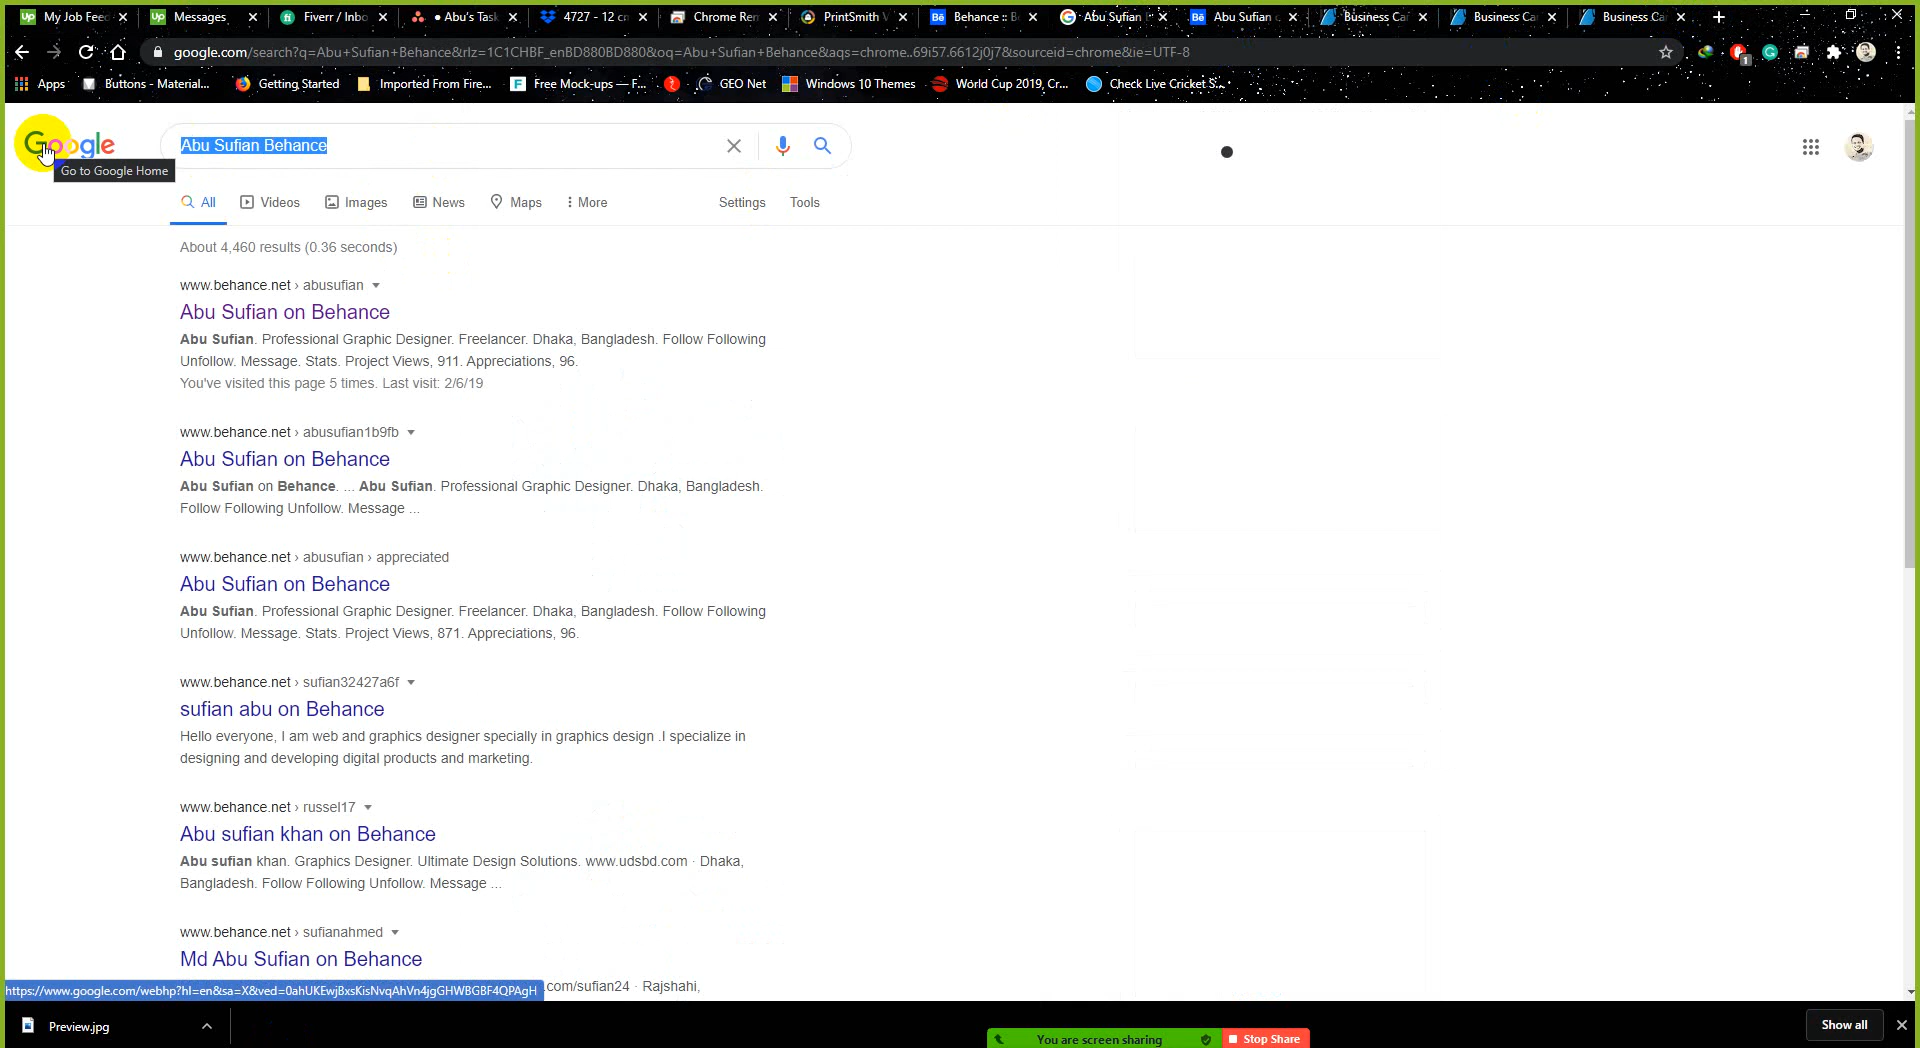 My Job Feed
Messages
Fiverr / Inbo
• Abu's Task
4727 - 12 cm
Chrome Rem
PrintSmith V
Behance :: B
Abu Sufian
Abu Sufian
Business Car
Business Car
Business Car
google.com/search?q=Abu+Sufian+Behance&rlz=1C1CHBF_enBD880BD880&oq=Abu+Sufian+Behance&aqs=chrome..69i57.6612j0j7&sourceid=chrome&ie=UTF-8
Apps
Buttons - Material...
Getting Started
Imported From Fire...
Free Mock-ups — F...
GEO Net
Windows 10 Themes
World Cup 2019, Cr...
Check Live Cricket S...
Google
Abu Sufian Behance
Go to Google Home
All
Videos
Images
News
Maps
More
Settings
Tools
About 4,460 results (0.36 seconds)
www.behance.net › abusufian
Abu Sufian on Behance
Abu Sufian. Professional Graphic Designer. Freelancer. Dhaka, Bangladesh. Follow Following
Unfollow. Message. Stats. Project Views, 911. Appreciations, 96.
You've visited this page 5 times. Last visit: 2/6/19
www.behance.net › abusufian1b9fb
Abu Sufian on Behance
Abu Sufian on Behance. ... Abu Sufian. Professional Graphic Designer. Dhaka, Bangladesh.
Follow Following Unfollow. Message ...
www.behance.net › abusufian › appreciated
Abu Sufian on Behance
Abu Sufian. Professional Graphic Designer. Freelancer. Dhaka, Bangladesh. Follow Following
Unfollow. Message. Stats. Project Views, 871. Appreciations, 96.
www.behance.net › sufian32427a6f
sufian abu on Behance
Hello everyone, I am web and graphics designer specially in graphics design .I specialize in
designing and developing digital products and marketing.
www.behance.net › russel17
Abu sufian khan on Behance
Abu sufian khan. Graphics Designer. Ultimate Design Solutions. www.udsbd.com · Dhaka,
Bangladesh. Follow Following Unfollow. Message ...
www.behance.net › sufianahmed
Md Abu Sufian on Behance
.com/sufian24 · Rajshahi,
https://www.google.com/webhp?hl=en&sa=X&ved=0ahUKEwjBxsKisNvqAhVn4jgGHWBGBF4QPAgH
Preview.jpg
Show all
You are screen sharing
Stop Share